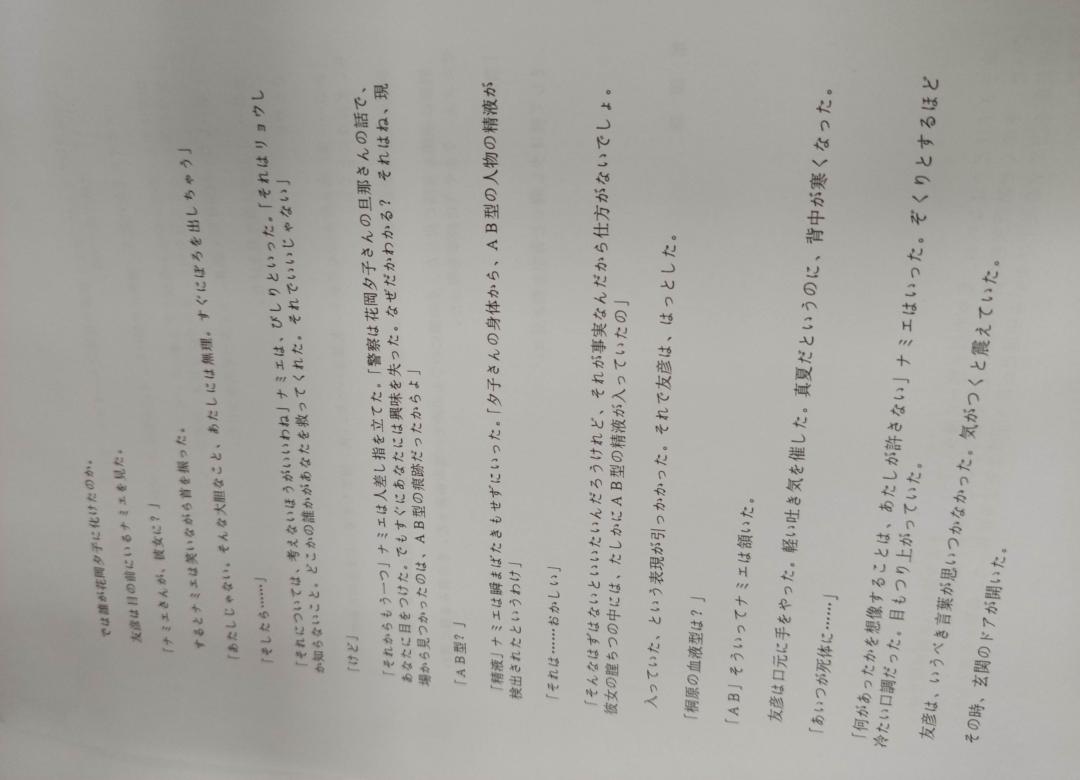 では誰が花岡夕子に化けたのか。
友彦は目の前にいるナミエを見た。
「ナミエさんが、彼女に?」
するとナミエは笑いながら首を振った。
「あたしじゃない。そんな大胆なこと、あたしには無理。すぐにぼろを出しちゃう」
「そしたら……」
「それについては、考えないほうがいいわね」ナミエは、ぴしりといった。「それはリョウし
か知らないこと。どこかの誰かがあなたを救ってくれた。それでいいじゃない」
「けど」
「それからもう一つ」ナミエは人差し指を立てた。「警察は花岡夕子さんの旦那さんの話で、
あなたに目をつけた。でもすぐにあなたには興味を失った。なぜだかわかる? それはね、現
場から見つかったのは、ＡＢ型の痕跡だったからよ」
「ＡＢ型?」
「精液」ナミエは瞬まばたきもせずにいった。「夕子さんの身体から、ＡＢ型の人物の精液が
検出されたというわけ」
「それは……おかしい」
「そんなはずはないといいたいんだろうけれど、それが事実なんだから仕方がないでしょ。
彼女の膣ちつの中には、たしかにＡＢ型の精液が入っていたの」
入っていた、という表現が引っかかった。それで友彦は、はっとした。
「桐原の血液型は?」
「ＡＢ」そういってナミエは頷いた。
友彦は口元に手をやった。軽い吐き気を催した。真夏だというのに、背中が寒くなった。
「あいつが死体に……」
「何があったかを想像することは、あたしが許さない」ナミエはいった。ぞくりとするほど
冷たい口調だった。目もつり上がっていた。
友彦は、いうべき言葉が思いつかなかった。気がつくと震えていた。
その時、玄関のドアが開いた。